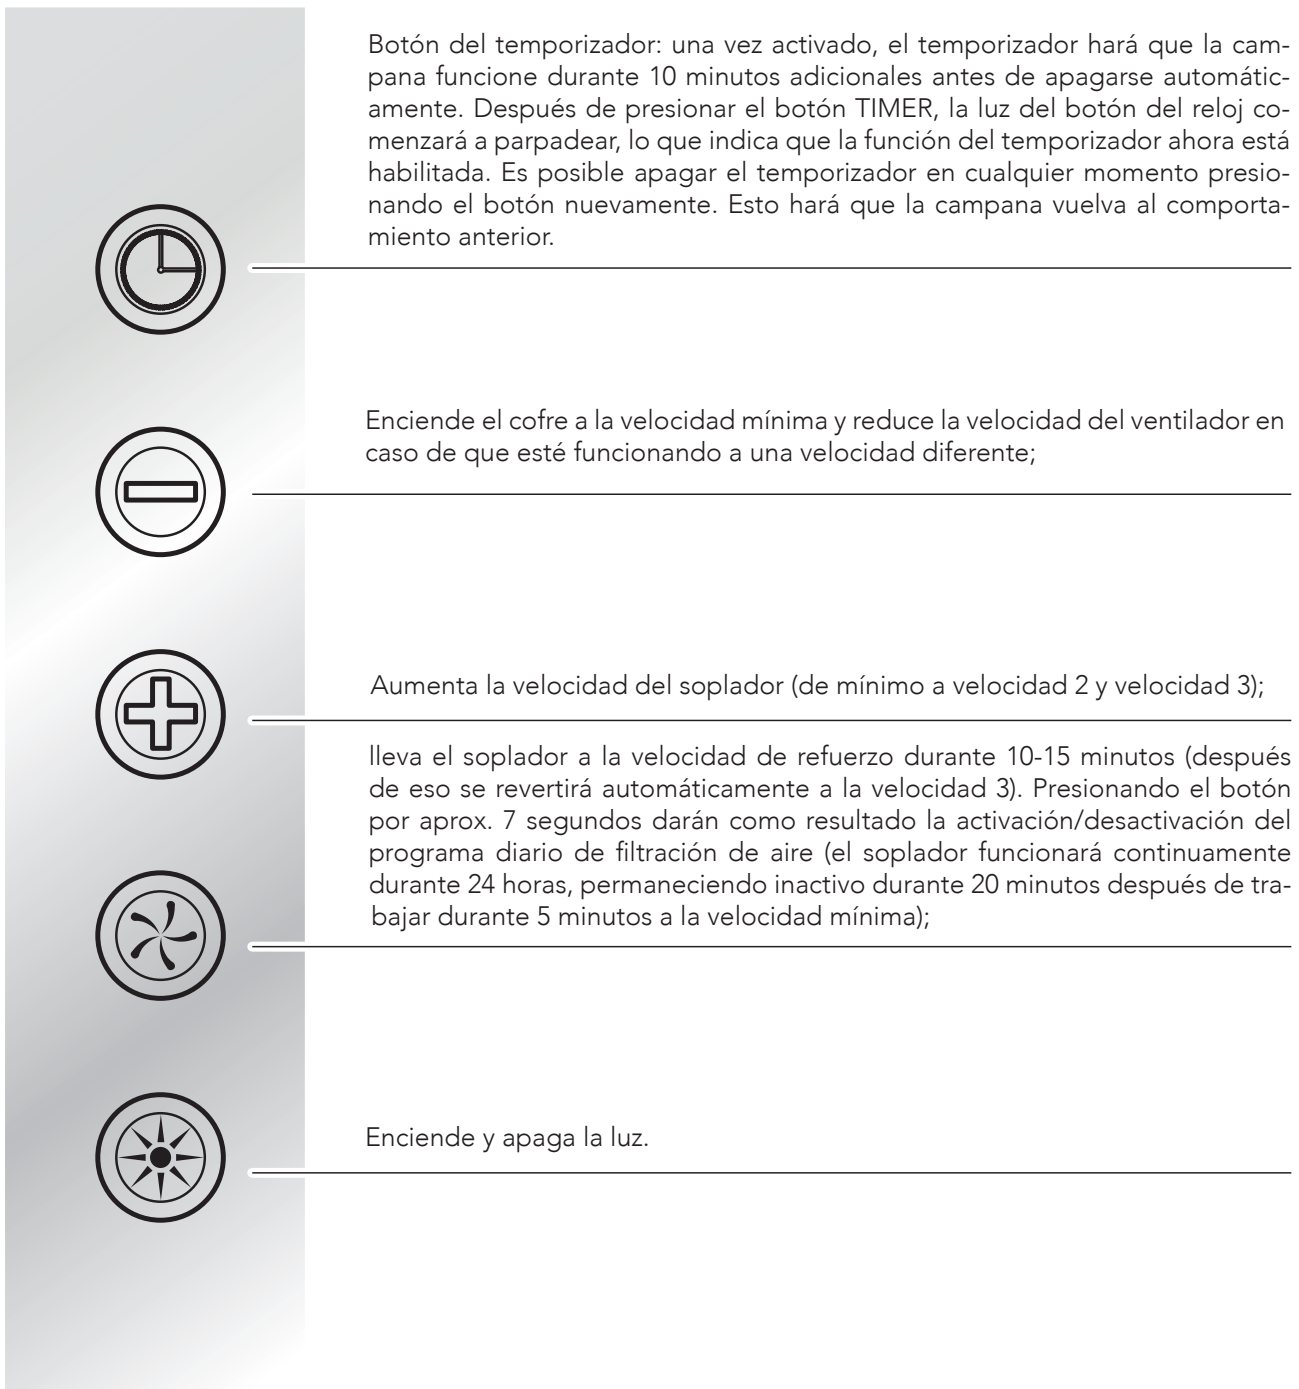 Botón del temporizador: una vez activado, el temporizador hará que la cam-
pana funcione durante 10 minutos adicionales antes de apagarse automátic-
amente. Después de presionar el botón TIMER, la luz del botón del reloj co-
menzará a parpadear, lo que indica que la función del temporizador ahora está
habilitada. Es posible apagar el temporizador en cualquier momento presio-
nando el botón nuevamente. Esto hará que la campana vuelva al comporta-
miento anterior.
Enciende el cofre a la velocidad mínima y reduce la velocidad del ventilador en
caso de que esté funcionando a una velocidad diferente;
Aumenta la velocidad del soplador (de mínimo a velocidad 2 y velocidad 3);
lleva el soplador a la velocidad de refuerzo durante 10-15 minutos (después
de eso se revertirá automáticamente a la velocidad 3). Presionando el botón
por aprox. 7 segundos darán como resultado la activación/desactivación del
programa diario de filtración de aire (el soplador funcionará continuamente
durante 24 horas, permaneciendo inactivo durante 20 minutos después de tra-
bajar durante 5 minutos a la velocidad mínima);
Enciende y apaga la luz.